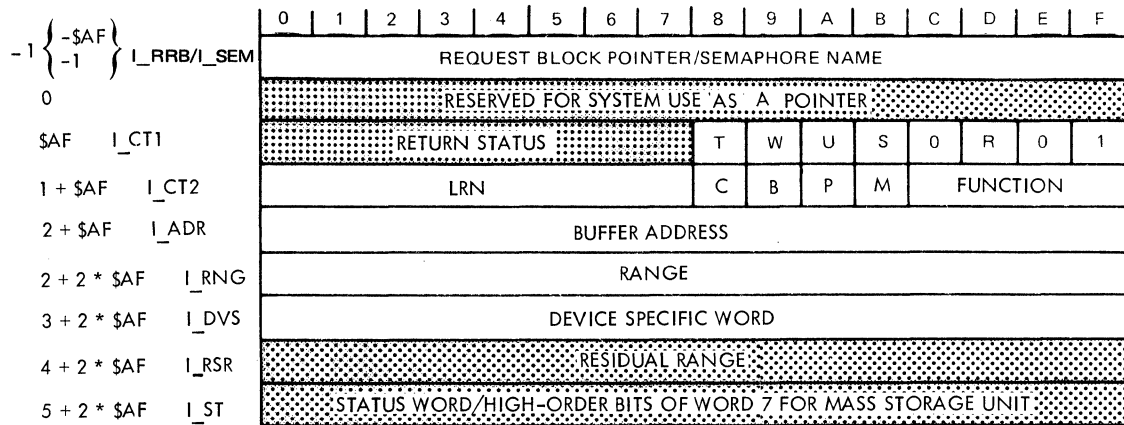 0 1 2 3 4 5 6 7 8 9 A B C D E F
-1 { -$AF -1 } I_RRB/I_SEM REQUEST BLOCK POINTER/SEMAPHORE NAME
0 RESERVED FOR SYSTEM USE AS A POINTER
$AF I_CT1 RETURN STATUS T W U S 0 R 0 1
1 + $AF I_CT2 LRN C B P M FUNCTION
2 + $AF I_ADR BUFFER ADDRESS
2 + 2 * $AF I_RNG RANGE
3 + 2 * $AF I_DVS DEVICE SPECIFIC WORD
4 + 2 * $AF I_RSR RESIDUAL RANGE
5 + 2 * $AF I_ST STATUS WORD/HIGH-ORDER BITS OF WORD 7 FOR MASS STORAGE UNIT